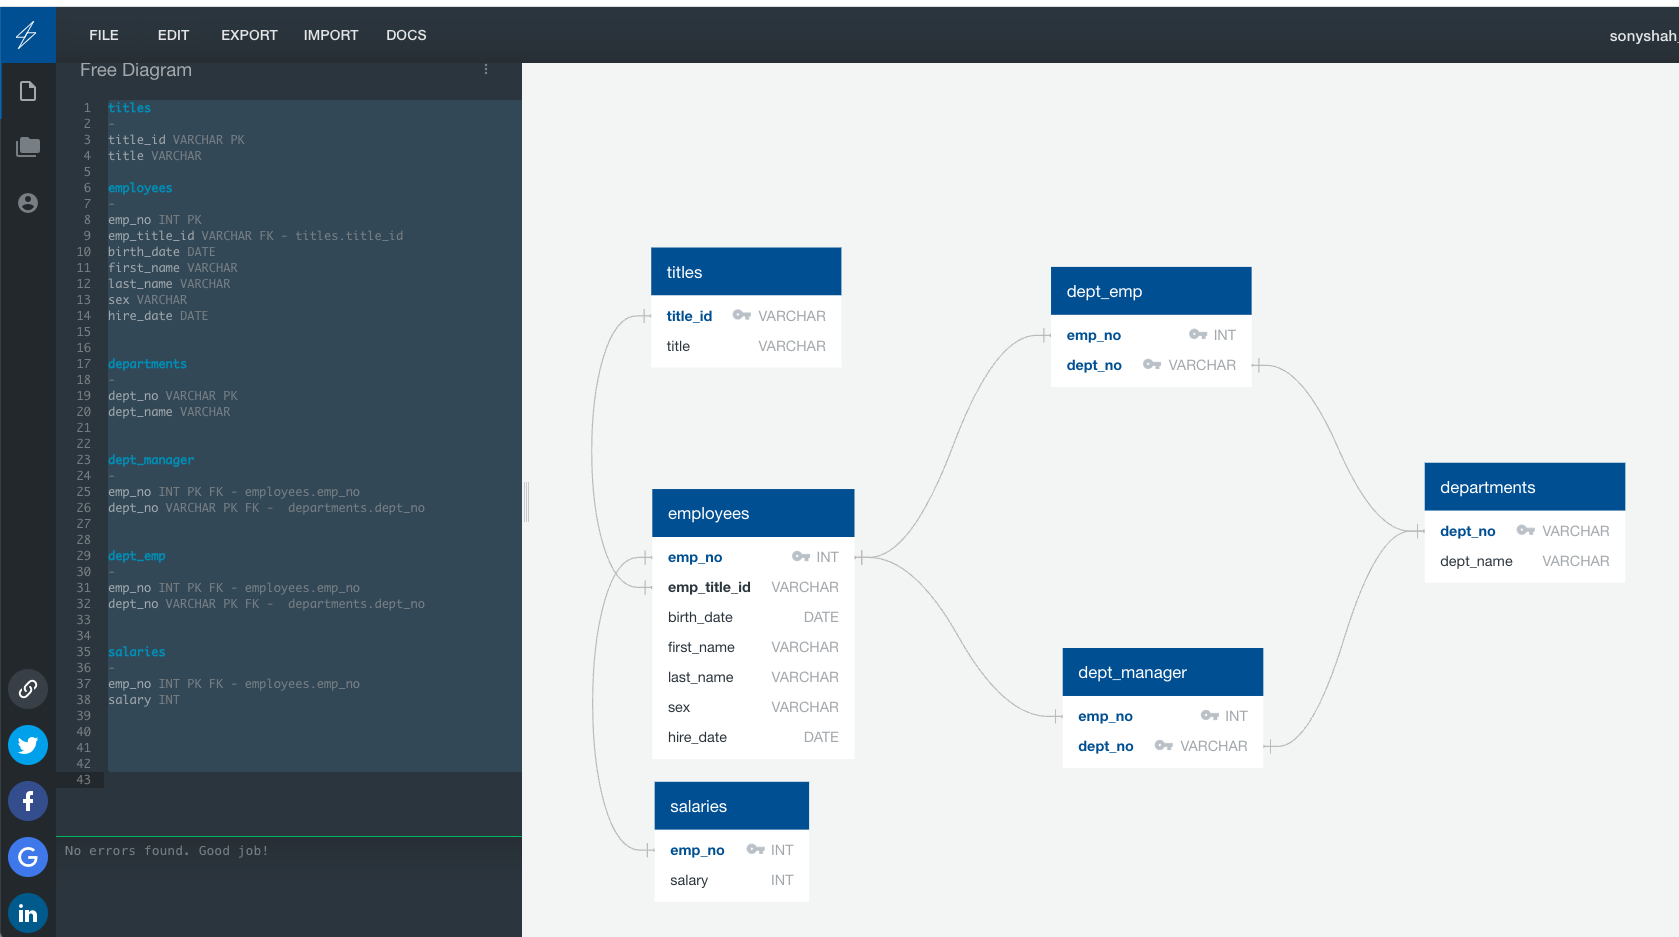 FILE EDIT EXPORT IMPORT DOCS
sonyshah_
Free Diagram
1 titles
2 -
3 title_id VARCHAR PK
4 title VARCHAR
5
6 employees
7 -
8 emp_no INT PK
9 emp_title_id VARCHAR FK - titles.title_id
10 birth_date DATE
11 first_name VARCHAR
12 last_name VARCHAR
13 sex VARCHAR
14 hire_date DATE
15
16
17 departments
18 -
19 dept_no VARCHAR PK
20 dept_name VARCHAR
21
22
23 dept_manager
24 -
25 emp_no INT PK FK - employees.emp_no
26 dept_no VARCHAR PK FK -  departments.dept_no
27
28
29 dept_emp
30 -
31 emp_no INT PK FK - employees.emp_no
32 dept_no VARCHAR PK FK -  departments.dept_no
33
34
35 salaries
36 -
37 emp_no INT PK FK - employees.emp_no
38 salary INT
39
40
41
42
43
No errors found. Good job!
titles
title_id VARCHAR
title VARCHAR
employees
emp_no INT
emp_title_id VARCHAR
birth_date DATE
first_name VARCHAR
last_name VARCHAR
sex VARCHAR
hire_date DATE
salaries
emp_no INT
salary INT
dept_emp
emp_no INT
dept_no VARCHAR
dept_manager
emp_no INT
dept_no VARCHAR
departments
dept_no VARCHAR
dept_name VARCHAR
f
G
in